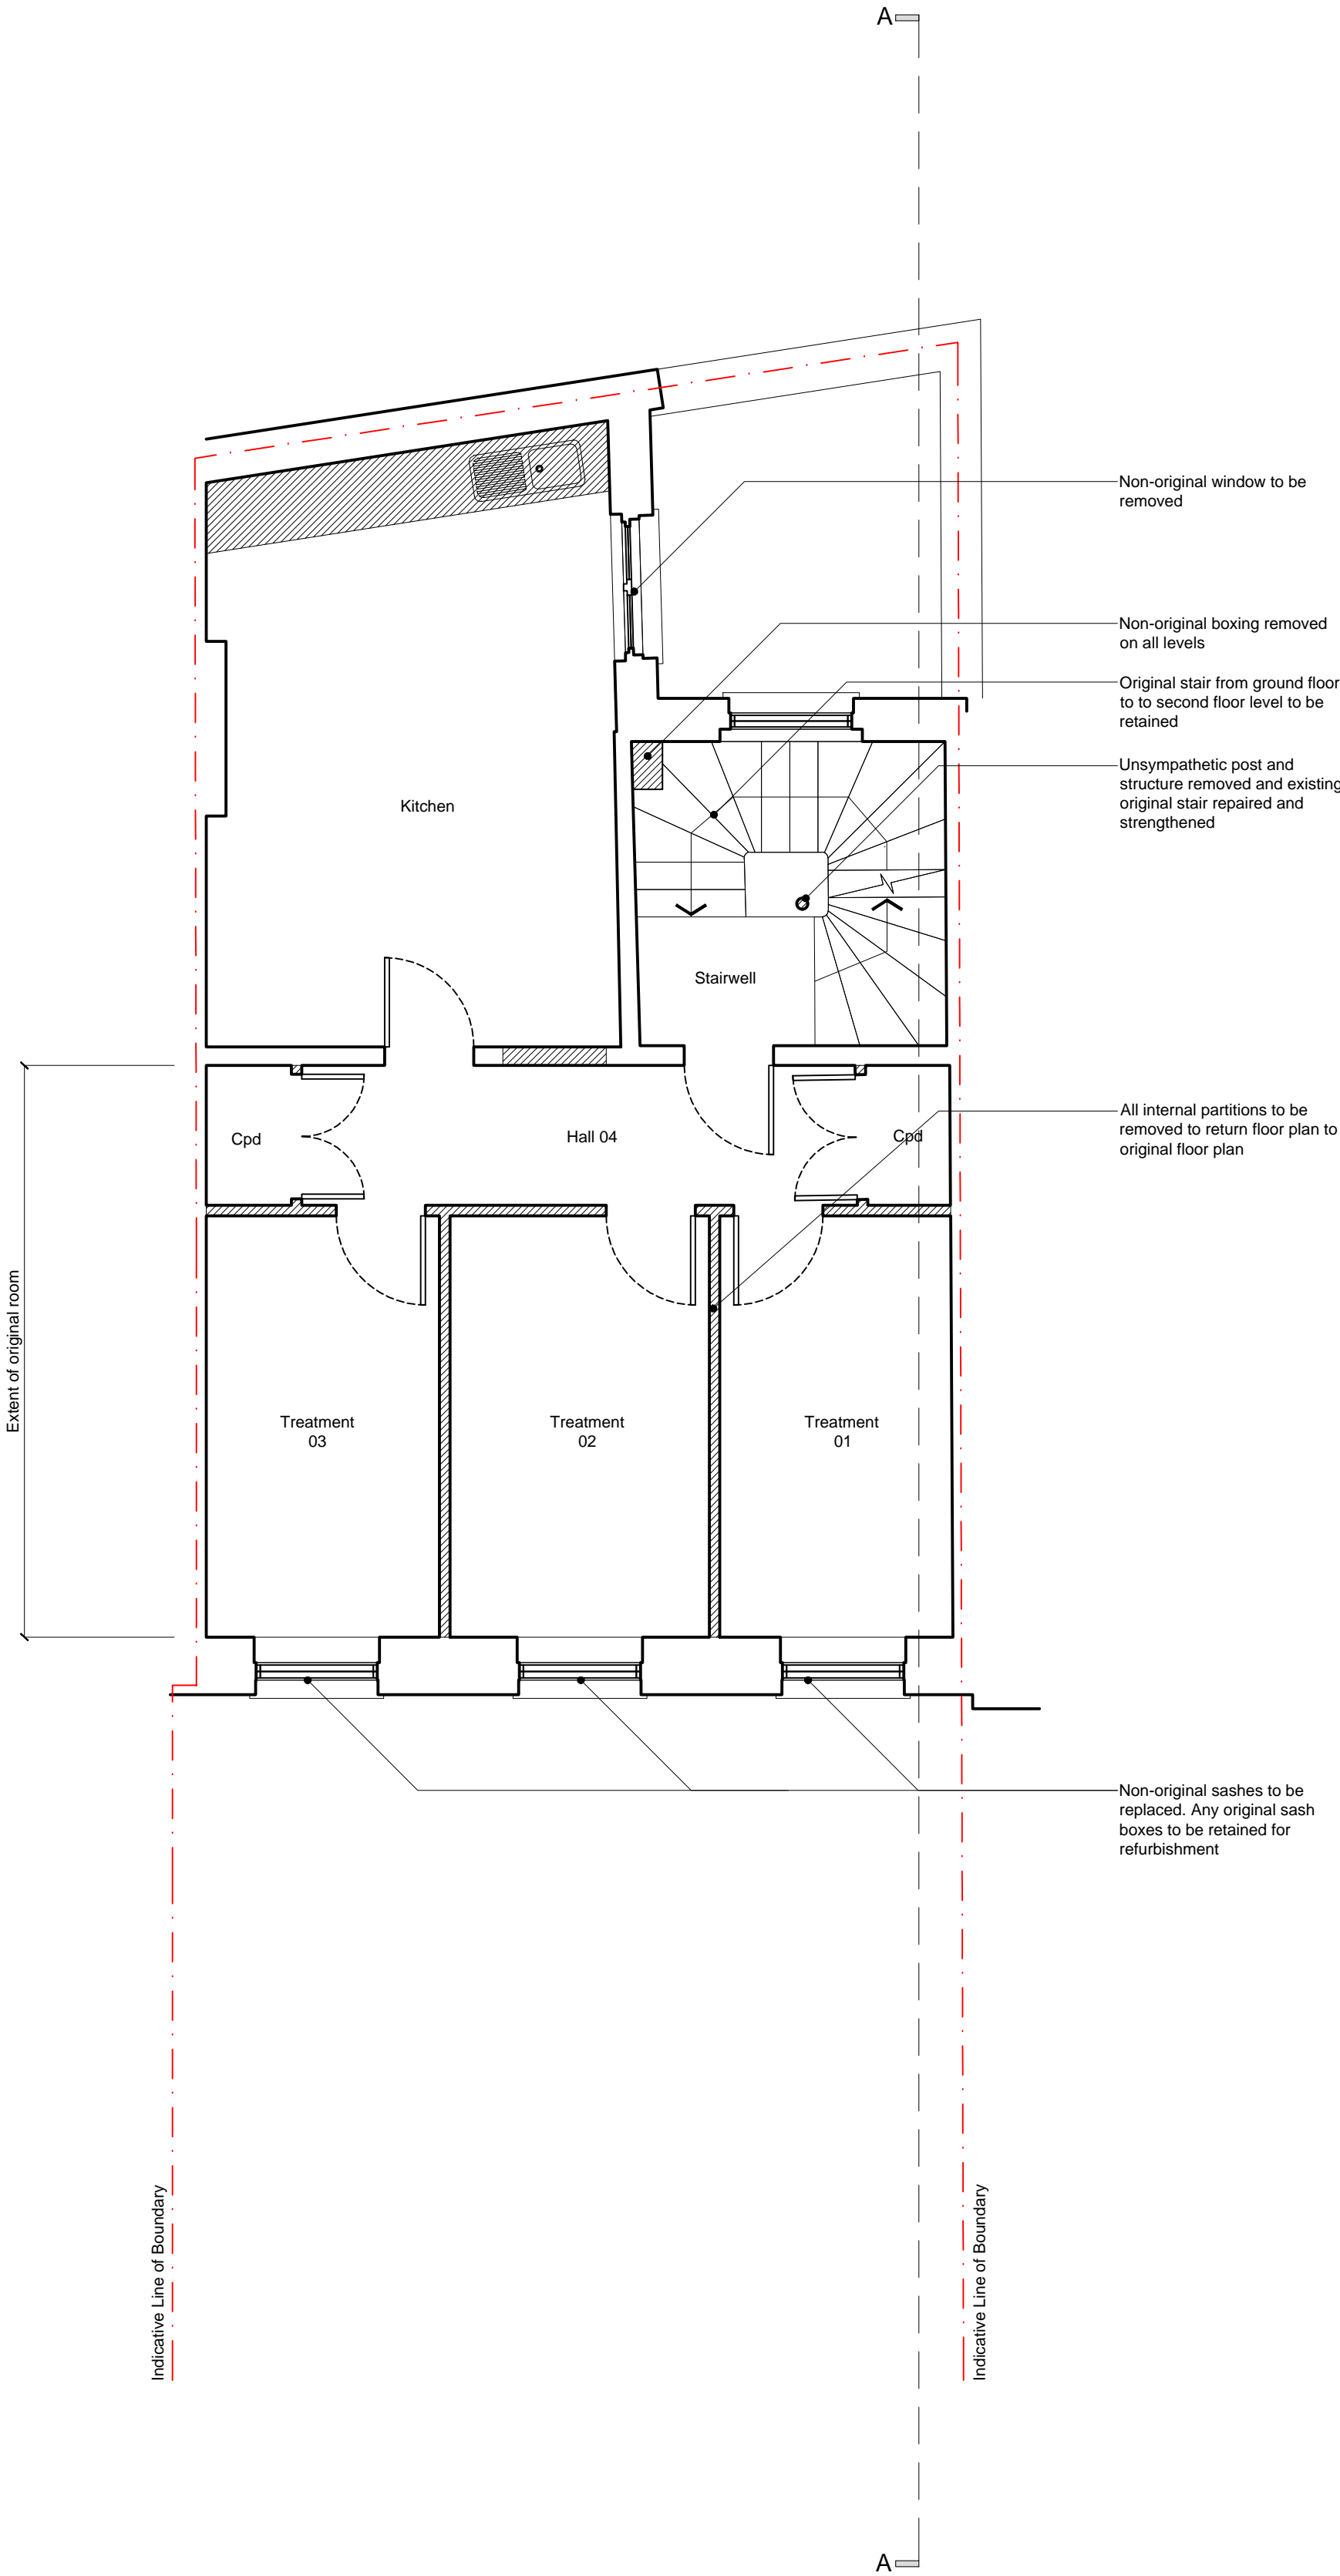 A
Non-original window to be
removed
Non-original boxing removed
on all levels
Original stair from ground floor
to to second floor level to be
retained
Unsympathetic post and
structure removed and existing
original stair repaired and
strengthened
Kitchen
Stairwell
All internal partitions to be
removed to return floor plan to
original floor plan
Cpd
Hall 04
Cpd
Extent of original room
Treatment
03
Treatment
02
Treatment
01
Non-original sashes to be
replaced. Any original sash
boxes to be retained for
refurbishment
Indicative Line of Boundary
Indicative Line of Boundary
A